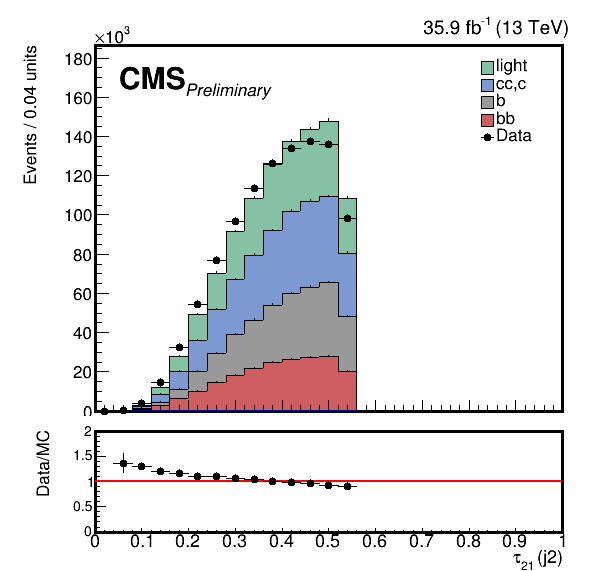 35.9 fb⁻¹ (13 TeV)
×10³
CMS Preliminary
light
cc,c
b
bb
Data
Events / 0.04 units
180
160
140
120
100
80
60
40
20
0
Data/MC
2
1.5
1
0.5
0
0 0.1 0.2 0.3 0.4 0.5 0.6 0.7 0.8 0.9 1
τ₂₁ (j2)